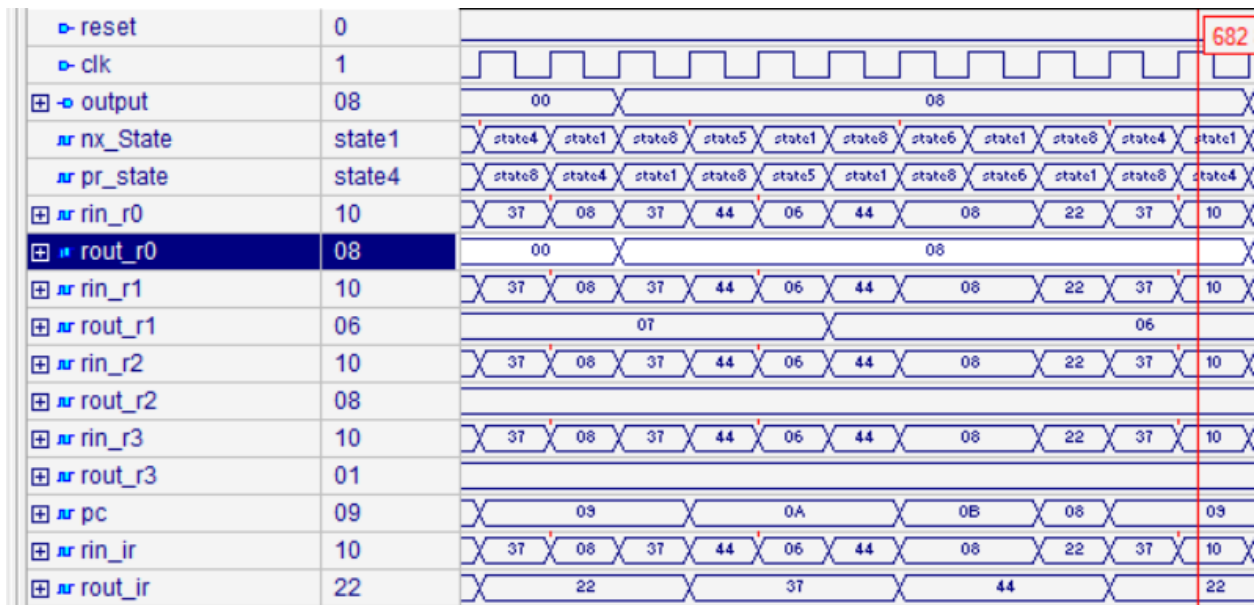 reset 0
682
clk 1
output 08 00 08
nx_State state1 state4 state1 state8 state5 state1 state8 state6 state1 state8 state4 state1
pr_state state4 state8 state4 state1 state8 state5 state1 state8 state6 state1 state8 state4
rin_r0 10 37 08 37 44 06 44 08 22 37 10
rout_r0 08 00 08
rin_r1 10 37 08 37 44 06 44 08 22 37 10
rout_r1 06 07 06
rin_r2 10 37 08 37 44 06 44 08 22 37 10
rout_r2 08
rin_r3 10 37 08 37 44 06 44 08 22 37 10
rout_r3 01
pc 09 09 0A 0B 08 09
rin_ir 10 37 08 37 44 06 44 08 22 37 10
rout_ir 22 22 37 44 22